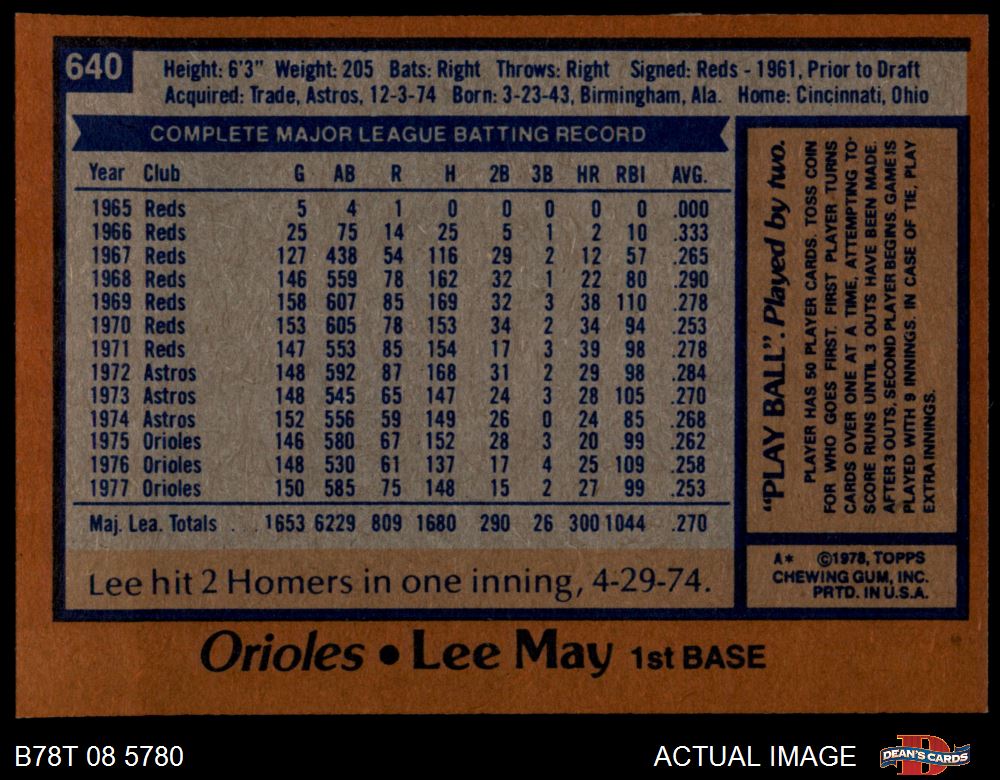 640
Height: 6'3" Weight: 205 Bats: Right Throws: Right Signed: Reds - 1961, Prior to Draft
Acquired: Trade, Astros, 12-3-74 Born: 3-23-43, Birmingham, Ala. Home: Cincinnati, Ohio
COMPLETE MAJOR LEAGUE BATTING RECORD
Year Club G AB R H 2B 3B HR RBI AVG.
1965 Reds 5 4 1 0 0 0 0 0 .000
1966 Reds 25 75 14 25 5 1 2 10 .333
1967 Reds 127 438 54 116 29 2 12 57 .265
1968 Reds 146 559 78 162 32 1 22 80 .290
1969 Reds 158 607 85 169 32 3 38 110 .278
1970 Reds 153 605 78 153 34 2 34 94 .253
1971 Reds 147 553 85 154 17 3 39 98 .278
1972 Astros 148 592 87 168 31 2 29 98 .284
1973 Astros 148 545 65 147 24 3 28 105 .270
1974 Astros 152 556 59 149 26 0 24 85 .268
1975 Orioles 146 580 67 152 28 3 20 99 .262
1976 Orioles 148 530 61 137 17 4 25 109 .258
1977 Orioles 150 585 75 148 15 2 27 99 .253
Maj. Lea. Totals . . . 1653 6229 809 1680 290 26 300 1044 .270
Lee hit 2 Homers in one inning, 4-29-74.
"PLAY BALL". Played by two.
PLAYER HAS 50 PLAYER CARDS. TOSS COIN
FOR WHO GOES FIRST. FIRST PLAYER TURNS
CARDS OVER ONE AT A TIME, ATTEMPTING TO
SCORE RUNS UNTIL 3 OUTS HAVE BEEN MADE.
AFTER 3 OUTS, SECOND PLAYER BEGINS. GAME IS
PLAYED WITH 9 INNINGS. IN CASE OF TIE, PLAY
EXTRA INNINGS.
A* ©1978, TOPPS
CHEWING GUM, INC.
PRTD. IN U.S.A.
Orioles • Lee May 1st BASE
B78T 08 5780
ACTUAL IMAGE
DEAN'S CARDS